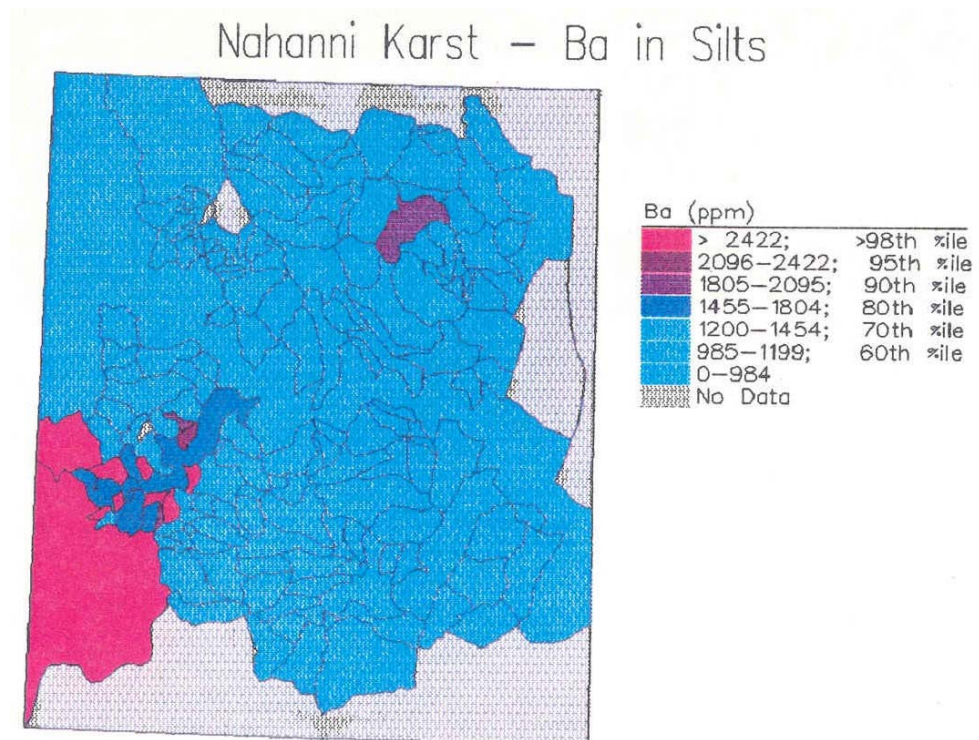 Nahanni Karst - Ba in Silts
Ba (ppm)
> 2422; >98th %ile
2096-2422; 95th %ile
1805-2095; 90th %ile
1455-1804; 80th %ile
1200-1454; 70th %ile
985-1199; 60th %ile
0-984
No Data